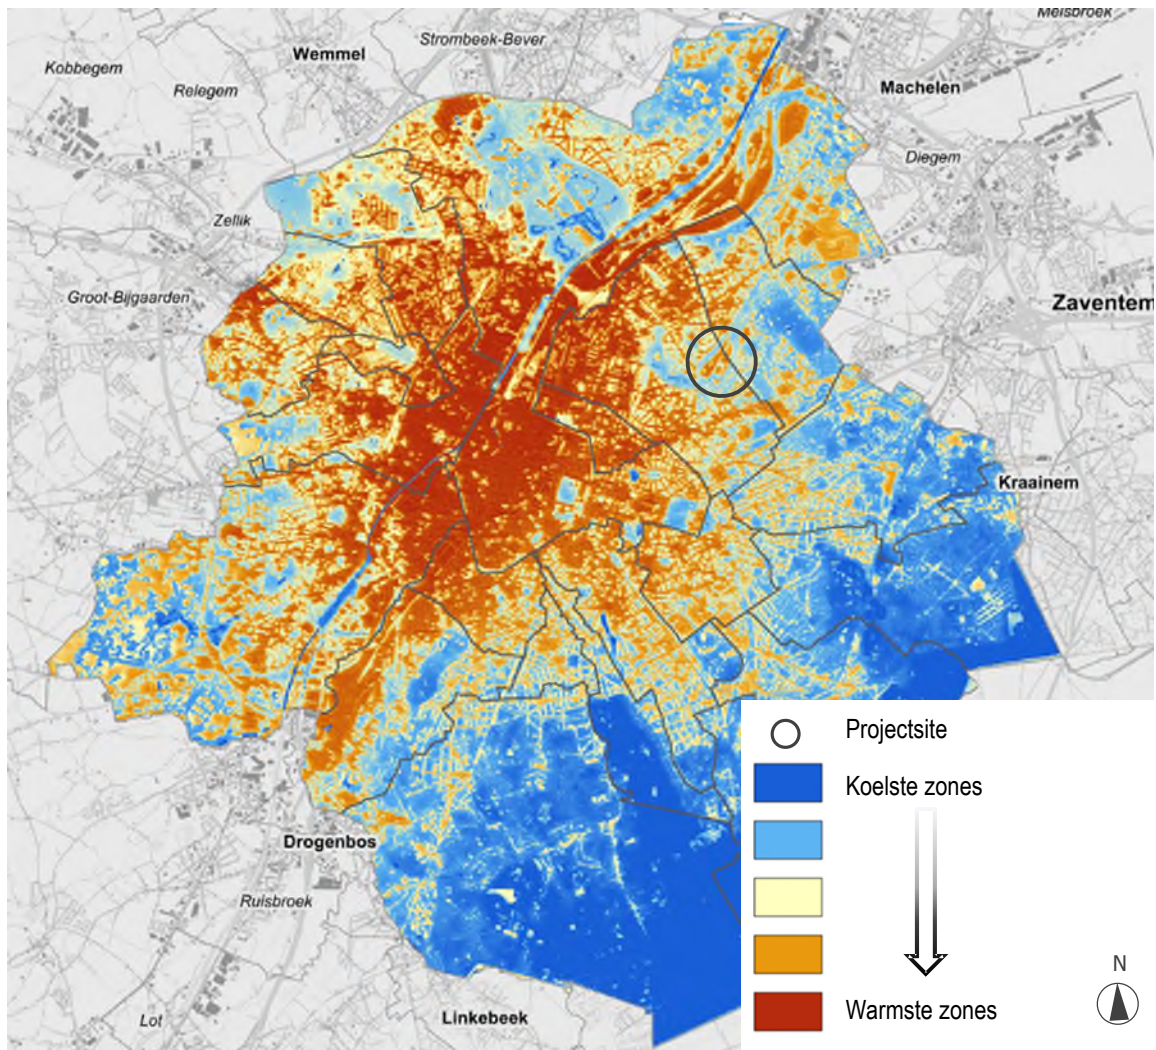 Melsbroek
Strombeek-Bever
Wemmel
Kobbegem
Relegem
Machelen
Diegem
Zellik
Groot-Bijgaarden
Zaventem
Kraainem
Projectsite
Koelste zones
Drogenbos
Ruisbroek
N
Warmste zones
Linkebeek
Lot